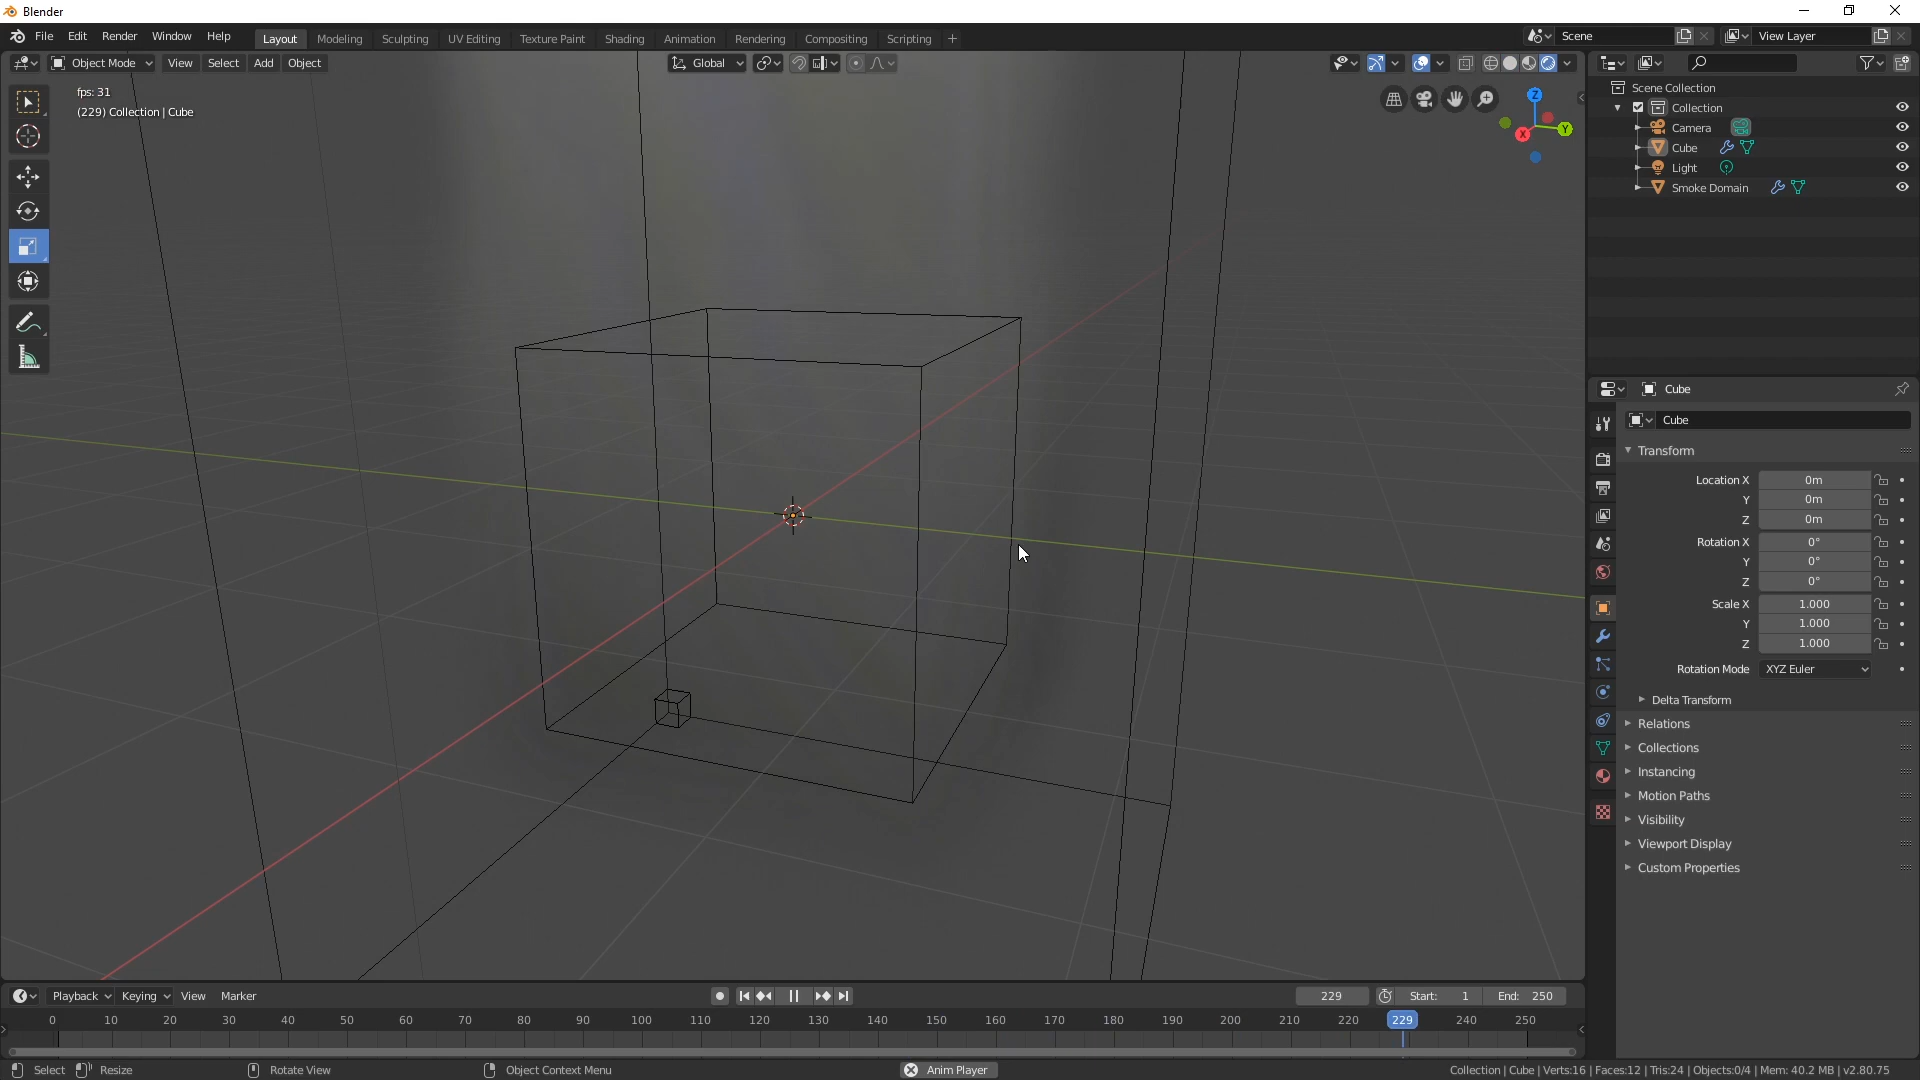 Blender
File Edit Render Window Help
Layout Modeling Sculpting UV Editing Texture Paint Shading Animation Rendering Compositing Scripting +
Scene
View Layer
Object Mode View Select Add Object
Global
fps: 31
(229) Collection | Cube
Z
Y
X
Scene Collection
Collection
Camera
Cube
Light
Smoke Domain
Cube
Cube
Transform
Location X 0m
Y 0m
Z 0m
Rotation X 0°
Y 0°
Z 0°
Scale X 1.000
Y 1.000
Z 1.000
Rotation Mode XYZ Euler
Delta Transform
Relations
Collections
Instancing
Motion Paths
Visibility
Viewport Display
Custom Properties
Playback Keying View Marker
229 Start: 1 End: 250
0 10 20 30 40 50 60 70 80 90 100 110 120 130 140 150 160 170 180 190 200 210 220 229 240 250
Select Resize Rotate View Object Context Menu Anim Player Collection | Cube | Verts:16 | Faces:12 | Tris:24 | Objects:0/4 | Mem: 40.2 MB | v2.80.75